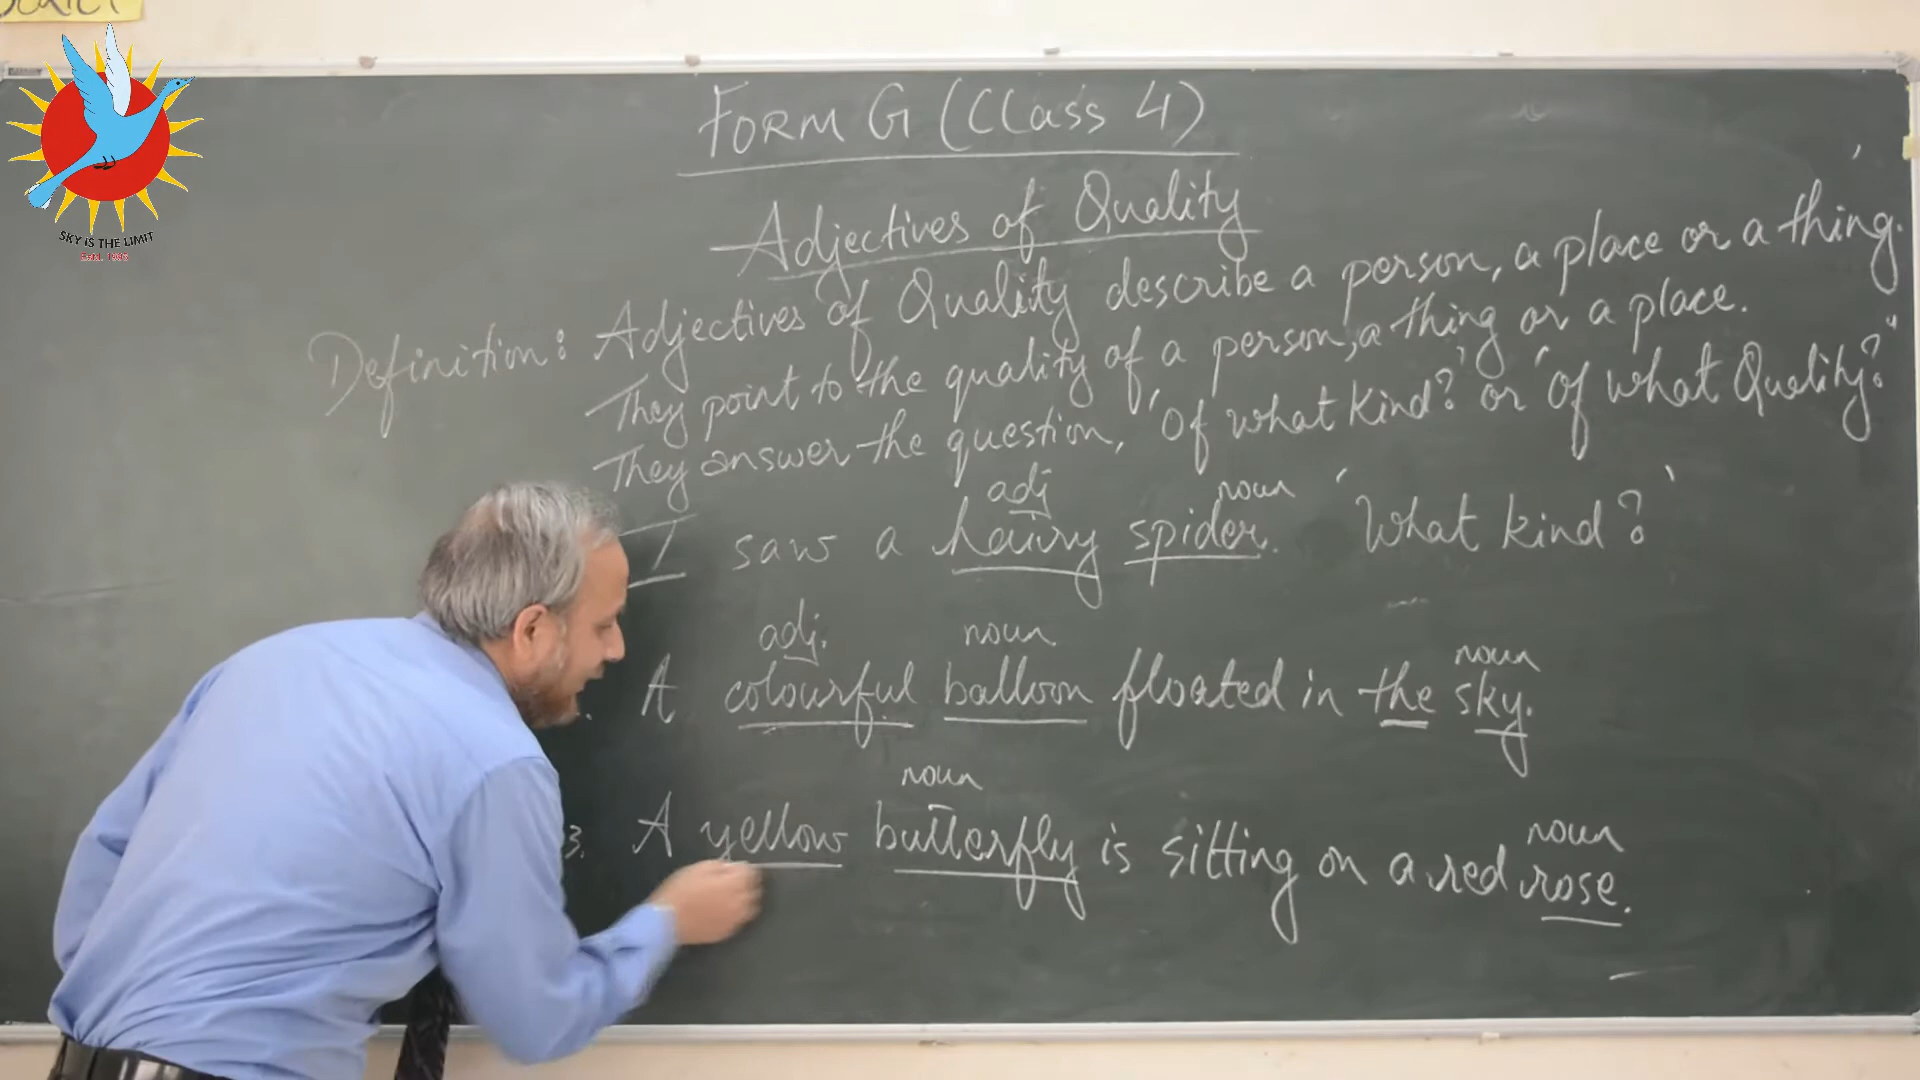 SKY IS THE LIMIT
FORM G (Class 4)
Adjectives of Quality
Definition: Adjectives of Quality describe a person, a place or a thing.
They point to the quality of a person, a thing or a place.
They answer the question, 'Of what kind?' or 'Of what Quality?"
adj noun
I saw a hairy spider. 'What kind?'
adj. noun noun
A colourful balloon floated in the sky.
noun noun
3. A yellow butterfly is sitting on a red rose.